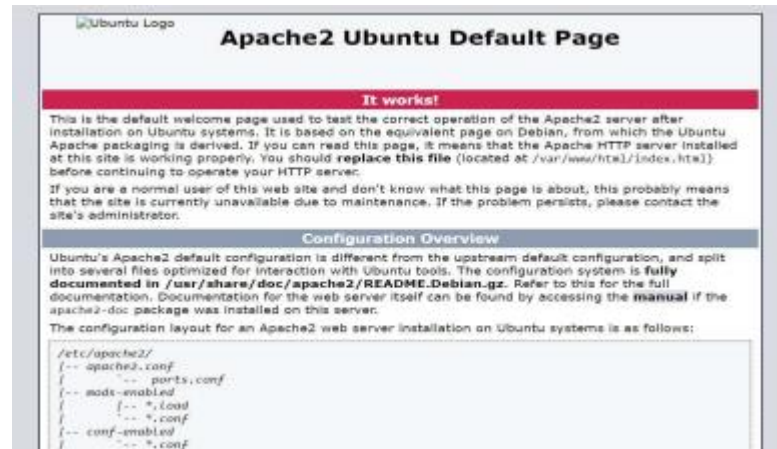 Ubuntu Logo
Apache2 Ubuntu Default Page
It works!
This is the default welcome page used to test the correct operation of the Apache2 server after
installation on Ubuntu systems. It is based on the equivalent page on Debian, from which the Ubuntu
Apache packaging is derived. If you can read this page, it means that the Apache HTTP server installed
at this site is working properly. You should replace this file (located at /var/www/html/index.html)
before continuing to operate your HTTP server.
If you are a normal user of this web site and don't know what this page is about, this probably means
that the site is currently unavailable due to maintenance. If the problem persists, please contact the
site's administrator.
Configuration Overview
Ubuntu's Apache2 default configuration is different from the upstream default configuration, and split
into several files optimized for interaction with Ubuntu tools. The configuration system is fully
documented in /usr/share/doc/apache2/README.Debian.gz. Refer to this for the full
documentation. Documentation for the web server itself can be found by accessing the manual if the
apache2-doc package was installed on this server.
The configuration layout for an Apache2 web server installation on Ubuntu systems is as follows:
/etc/apache2/
|-- apache2.conf
|       `--  ports.conf
|-- mods-enabled
|       |-- *.load
|       `-- *.conf
|-- conf-enabled
|       `-- *.conf